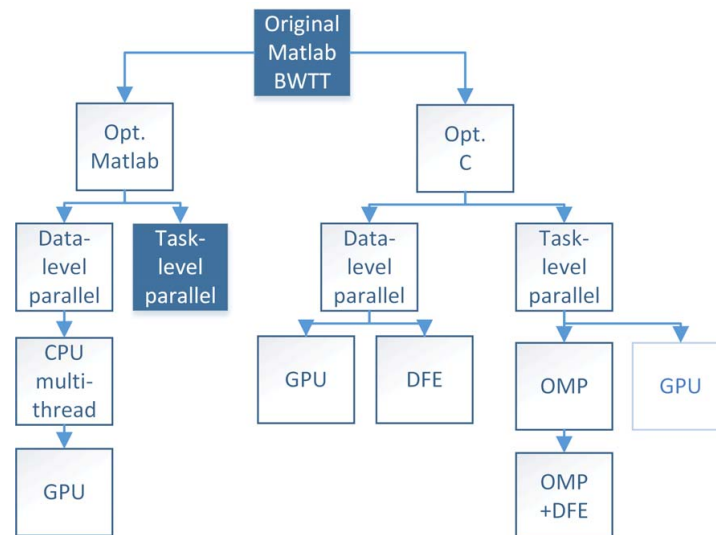 Original
Matlab
BWTT
Opt.
Matlab
Opt.
C
Data-
level
parallel
Task-
level
parallel
Data-
level
parallel
Task-
level
parallel
CPU
multi-
thread
GPU
DFE
OMP
GPU
GPU
OMP
+DFE